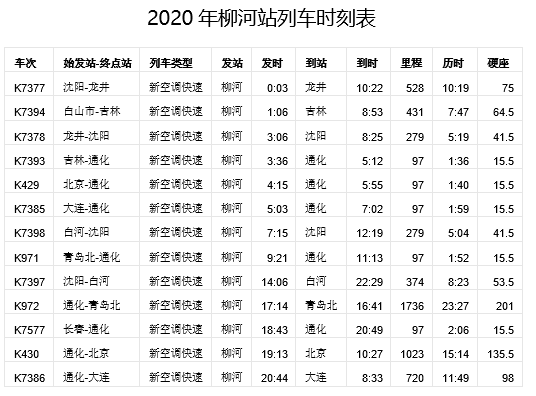 2020 年柳河站列车时刻表
车次 始发站-终点站 列车类型 发站 发时 到站 到时 里程 历时 硬座
K7377 沈阳-龙井 新空调快速 柳河 0:03 龙井 10:22 528 10:19 75
K7394 白山市-吉林 新空调快速 柳河 1:06 吉林 8:53 431 7:47 64.5
K7378 龙井-沈阳 新空调快速 柳河 3:06 沈阳 8:25 279 5:19 41.5
K7393 吉林-通化 新空调快速 柳河 3:36 通化 5:12 97 1:36 15.5
K429 北京-通化 新空调快速 柳河 4:15 通化 5:55 97 1:40 15.5
K7385 大连-通化 新空调快速 柳河 5:03 通化 7:02 97 1:59 15.5
K7398 白河-沈阳 新空调快速 柳河 7:15 沈阳 12:19 279 5:04 41.5
K971 青岛北-通化 新空调快速 柳河 9:21 通化 11:13 97 1:52 15.5
K7397 沈阳-白河 新空调快速 柳河 14:06 白河 22:29 374 8:23 53.5
K972 通化-青岛北 新空调快速 柳河 17:14 青岛北 16:41 1736 23:27 201
K7577 长春-通化 新空调快速 柳河 18:43 通化 20:49 97 2:06 15.5
K430 通化-北京 新空调快速 柳河 19:13 北京 10:27 1023 15:14 135.5
K7386 通化-大连 新空调快速 柳河 20:44 大连 8:33 720 11:49 98